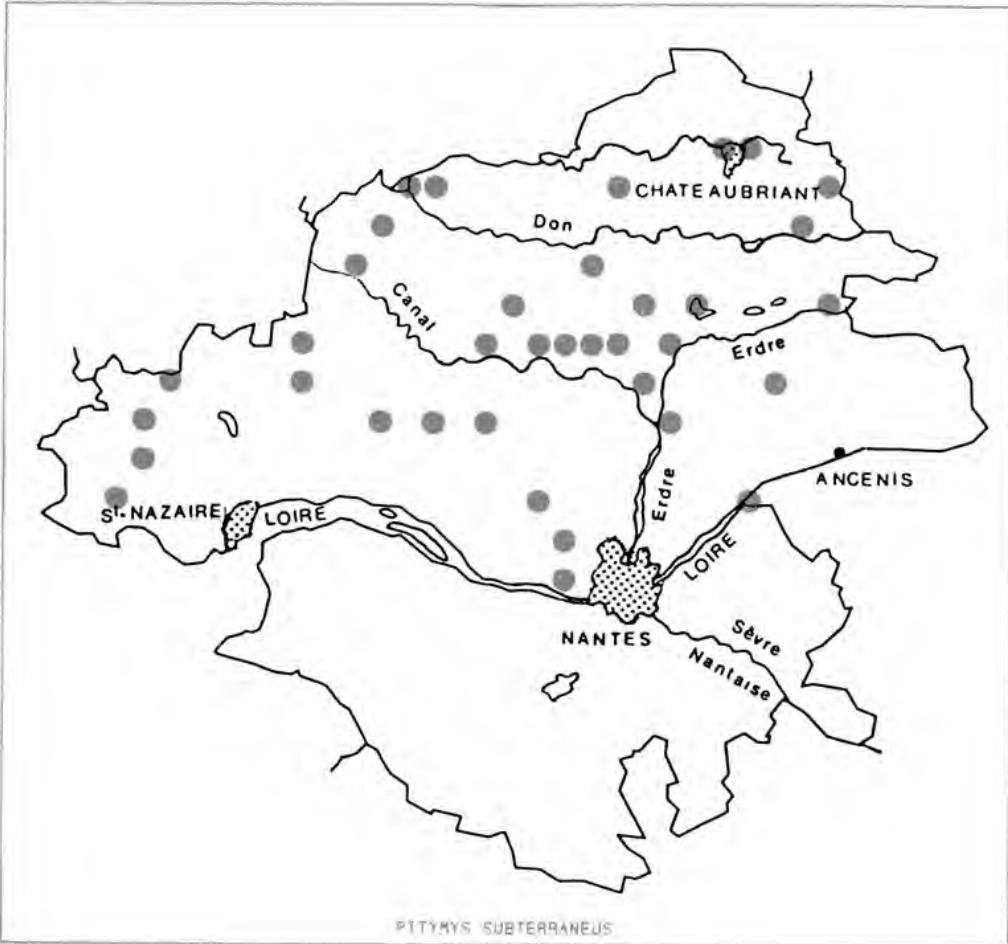 CHATEAUBRIANT
Don
Canal
Erdre
ANCENIS
Erdre
St-NAZAIRE
LOIRE
LOIRE
NANTES
Sèvre
Nantaise
PITYMYS SUBTERRANEUS